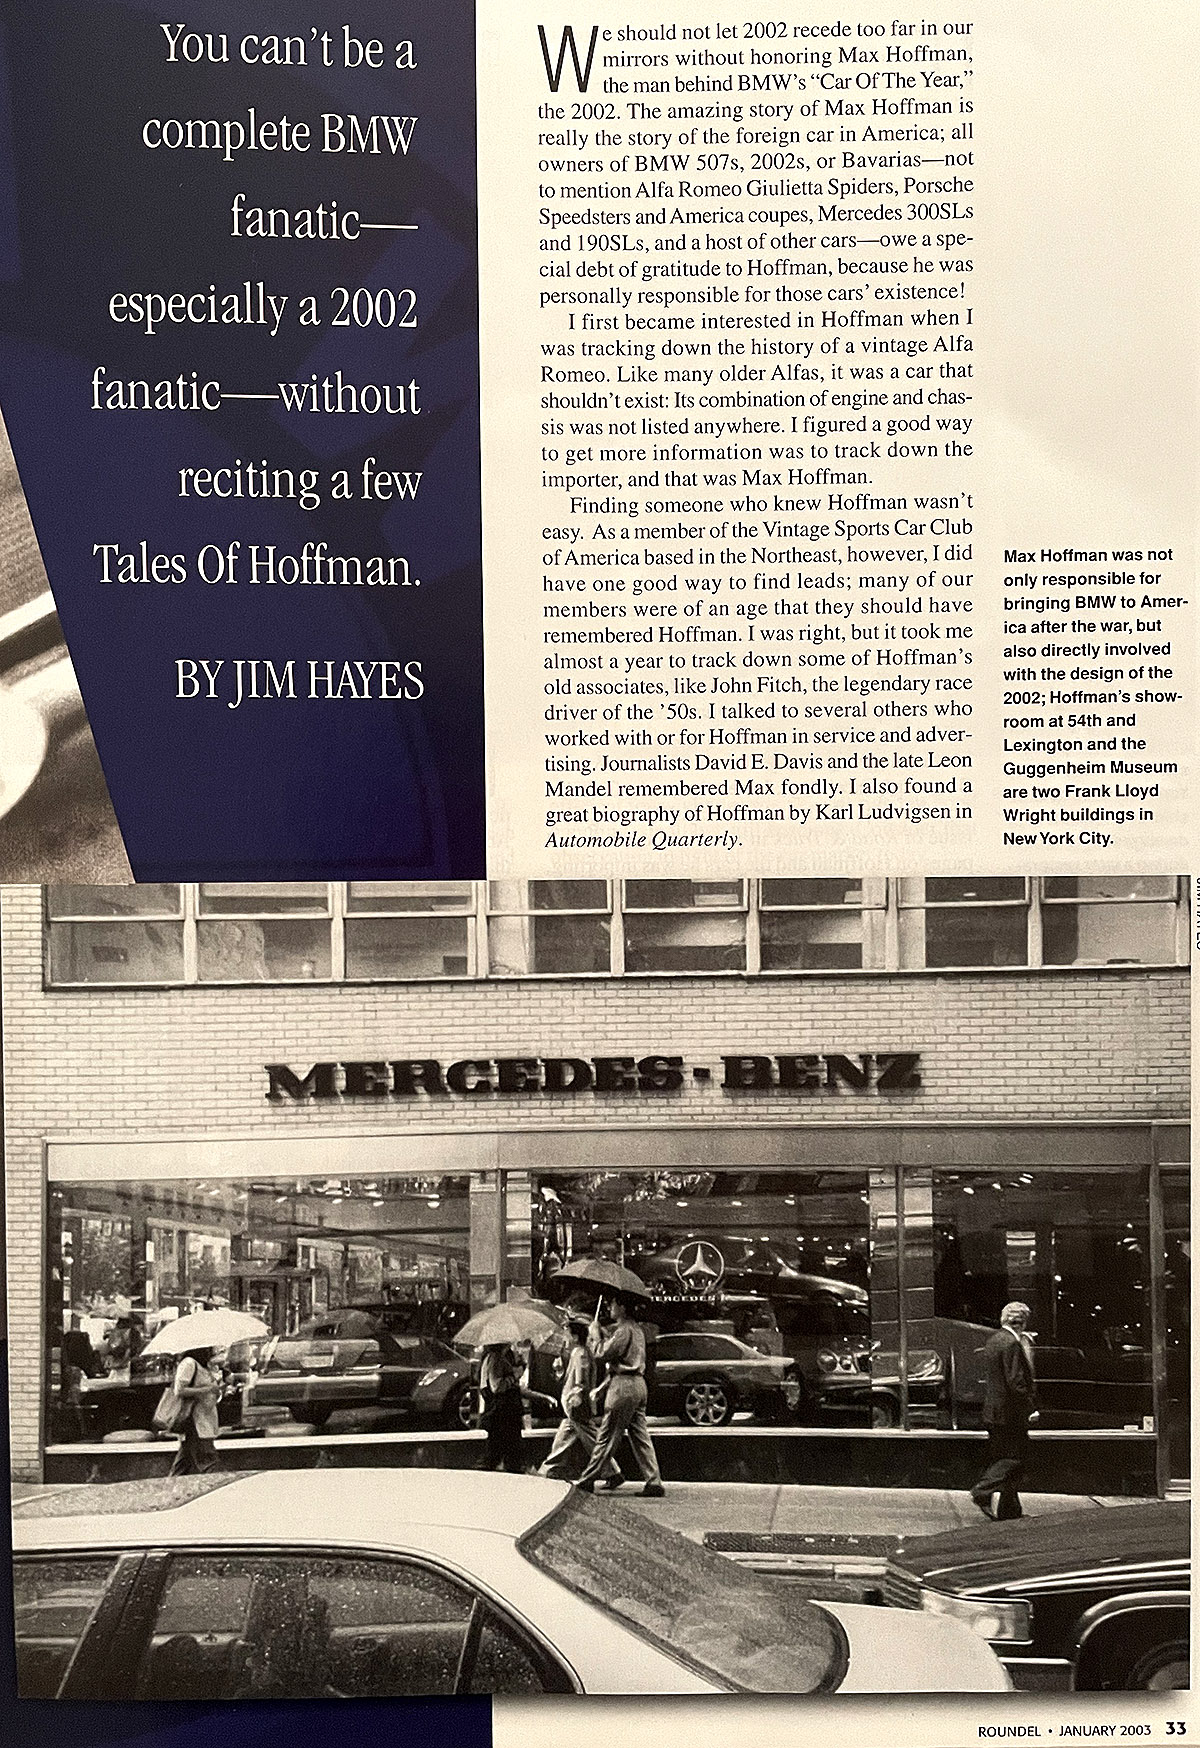 You can't be a
complete BMW
fanatic—
especially a 2002
fanatic—without
reciting a few
Tales Of Hoffman.
BY JIM HAYES
We should not let 2002 recede too far in our
mirrors without honoring Max Hoffman,
the man behind BMW's “Car Of The Year,”
the 2002. The amazing story of Max Hoffman is
really the story of the foreign car in America; all
owners of BMW 507s, 2002s, or Bavarias—not
to mention Alfa Romeo Giulietta Spiders, Porsche
Speedsters and America coupes, Mercedes 300SLs
and 190SLs, and a host of other cars—owe a spe-
cial debt of gratitude to Hoffman, because he was
personally responsible for those cars' existence!
I first became interested in Hoffman when I
was tracking down the history of a vintage Alfa
Romeo. Like many older Alfas, it was a car that
shouldn't exist: Its combination of engine and chas-
sis was not listed anywhere. I figured a good way
to get more information was to track down the
importer, and that was Max Hoffman.
Finding someone who knew Hoffman wasn't
easy. As a member of the Vintage Sports Car Club
of America based in the Northeast, however, I did
have one good way to find leads; many of our
members were of an age that they should have
remembered Hoffman. I was right, but it took me
almost a year to track down some of Hoffman's
old associates, like John Fitch, the legendary race
driver of the '50s. I talked to several others who
worked with or for Hoffman in service and adver-
tising. Journalists David E. Davis and the late Leon
Mandel remembered Max fondly. I also found a
great biography of Hoffman by Karl Ludvigsen in
Automobile Quarterly.
Max Hoffman was not
only responsible for
bringing BMW to Amer-
ica after the war, but
also directly involved
with the design of the
2002; Hoffman's show-
room at 54th and
Lexington and the
Guggenheim Museum
are two Frank Lloyd
Wright buildings in
New York City.
MERCEDES-BENZ
ROUNDEL • JANUARY 2003 33